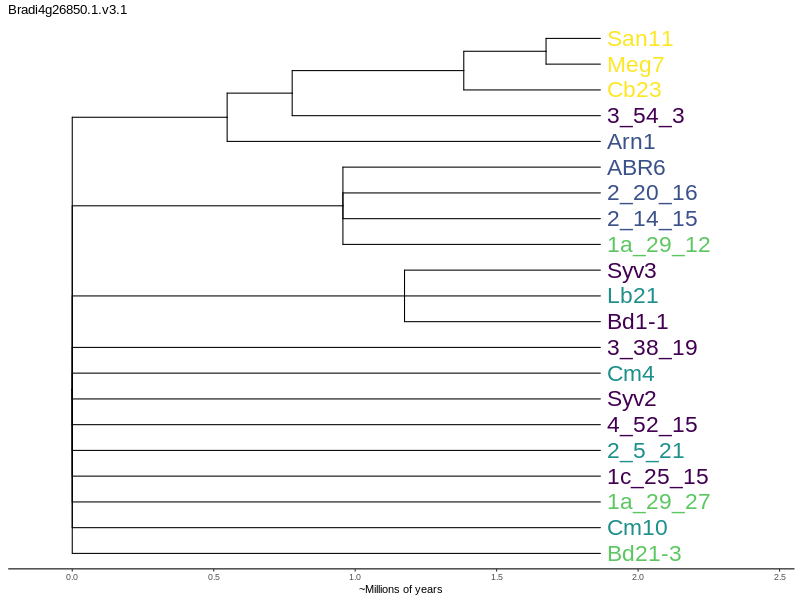 Bradi4g26850.1.v3.1
San11
Meg7
Cb23
3_54_3
Arn1
ABR6
2_20_16
2_14_15
1a_29_12
Syv3
Lb21
Bd1-1
3_38_19
Cm4
Syv2
4_52_15
2_5_21
1c_25_15
1a_29_27
Cm10
Bd21-3
0.0 0.5 1.0 1.5 2.0 2.5
~Millions of years